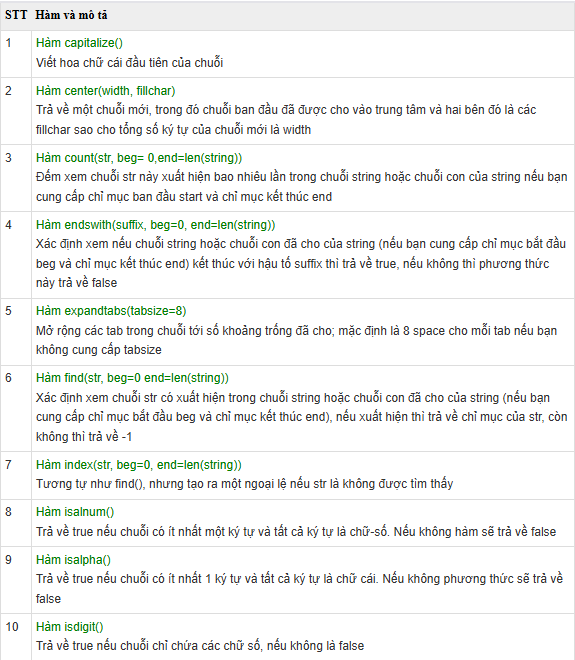 STT Hàm và mô tả
1 Hàm capitalize()
Viết hoa chữ cái đầu tiên của chuỗi
2 Hàm center(width, fillchar)
Trả về một chuỗi mới, trong đó chuỗi ban đầu đã được cho vào trung tâm và hai bên đó là các
fillchar sao cho tổng số ký tự của chuỗi mới là width
3 Hàm count(str, beg= 0,end=len(string))
Đếm xem chuỗi str này xuất hiện bao nhiêu lần trong chuỗi string hoặc chuỗi con của string nếu bạn
cung cấp chỉ mục ban đầu start và chỉ mục kết thúc end
4 Hàm endswith(suffix, beg=0, end=len(string))
Xác định xem nếu chuỗi string hoặc chuỗi con đã cho của string (nếu bạn cung cấp chỉ mục bắt đầu
beg và chỉ mục kết thúc end) kết thúc với hậu tố suffix thì trả về true, nếu không thì phương thức
này trả về false
5 Hàm expandtabs(tabsize=8)
Mở rộng các tab trong chuỗi tới số khoảng trống đã cho; mặc định là 8 space cho mỗi tab nếu bạn
không cung cấp tabsize
6 Hàm find(str, beg=0 end=len(string))
Xác định xem chuỗi str có xuất hiện trong chuỗi string hoặc chuỗi con đã cho của string (nếu bạn
cung cấp chỉ mục bắt đầu beg và chỉ mục kết thúc end), nếu xuất hiện thì trả về chỉ mục của str, còn
không thì trả về -1
7 Hàm index(str, beg=0, end=len(string))
Tương tự như find(), nhưng tạo ra một ngoại lệ nếu str là không được tìm thấy
8 Hàm isalnum()
Trả về true nếu chuỗi có ít nhất một ký tự và tất cả ký tự là chữ-số. Nếu không hàm sẽ trả về false
9 Hàm isalpha()
Trả về true nếu chuỗi có ít nhất 1 ký tự và tất cả ký tự là chữ cái. Nếu không phương thức sẽ trả về
false
10 Hàm isdigit()
Trả về true nếu chuỗi chỉ chứa các chữ số, nếu không là false